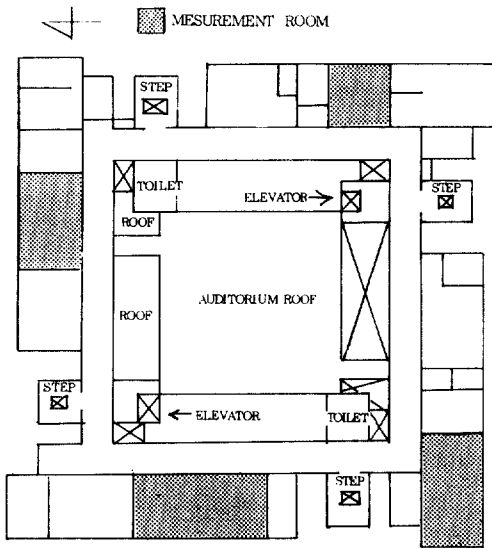 MESUREMENT ROOM
STEP
TOILET
ELEVATOR
STEP
ROOF
ROOF
AUDITORIUM ROOF
STEP
ELEVATOR
TOILET
STEP